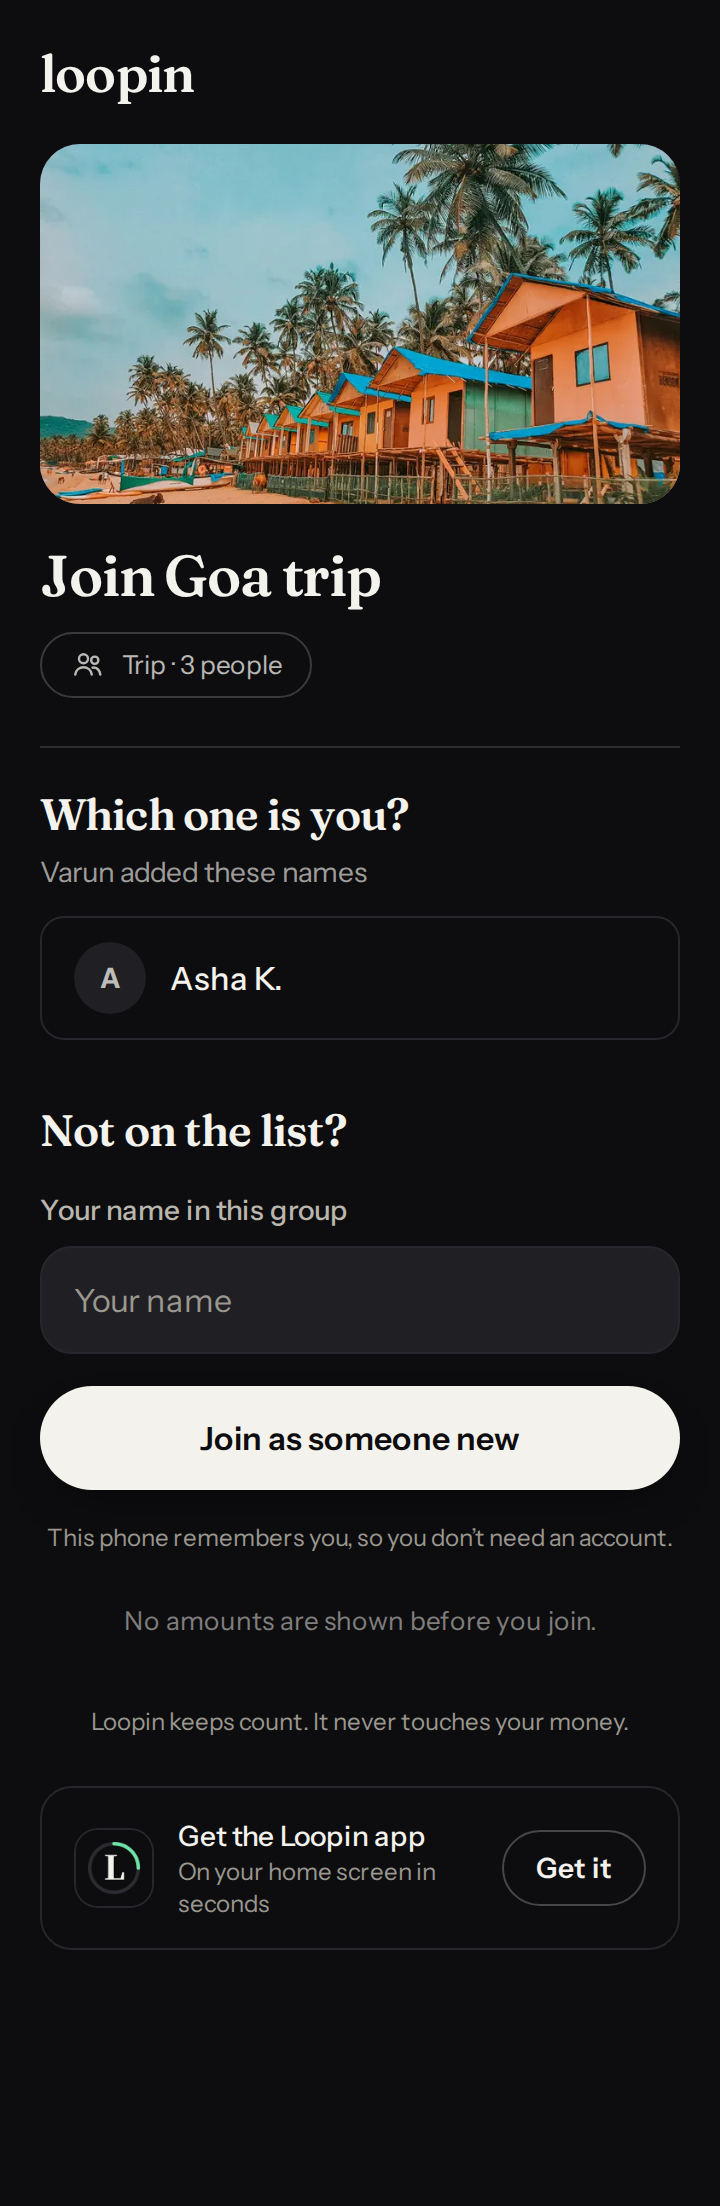 loopin
Join Goa trip
Trip · 3 people
Which one is you?
Varun added these names
A
Asha K.
Not on the list?
Your name in this group
Your name
Join as someone new
This phone remembers you, so you don’t need an account.
No amounts are shown before you join.
Loopin keeps count. It never touches your money.
L
Get the Loopin app
On your home screen in
seconds
Get it